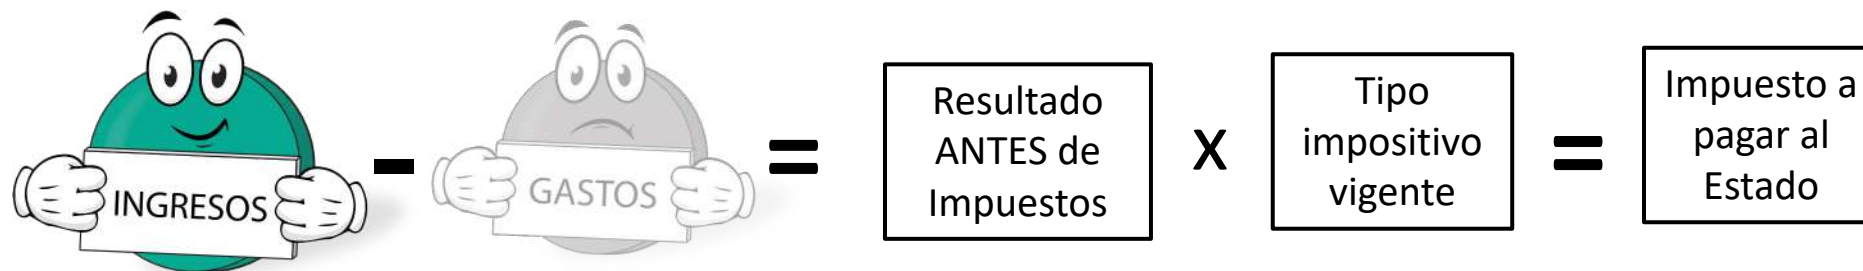 INGRESOS
-
GASTOS
=
Resultado
ANTES de
Impuestos
X
Tipo
impositivo
vigente
=
Impuesto a
pagar al
Estado